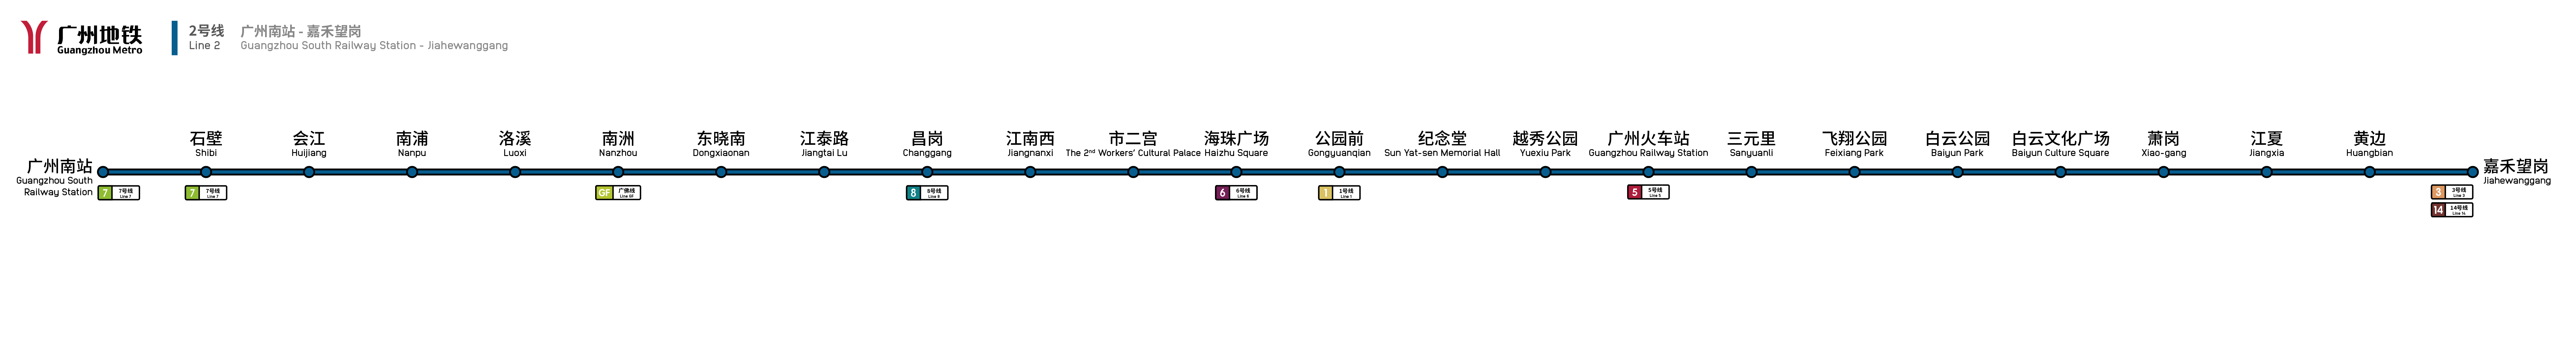 广州地铁
Guangzhou Metro
2号线
Line 2
广州南站 - 嘉禾望岗
Guangzhou South Railway Station - Jiahewanggang
广州南站
Guangzhou South
Railway Station
7 7号线
Line 7
石壁
Shibi
7 7号线
Line 7
会江
Huijiang
南浦
Nanpu
洛溪
Luoxi
南洲
Nanzhou
GF 广佛线
Line GF
东晓南
Dongxiaonan
江泰路
Jiangtai Lu
昌岗
Changgang
8 8号线
Line 8
江南西
Jiangnanxi
市二宫
The 2nd Workers' Cultural Palace
海珠广场
Haizhu Square
6 6号线
Line 6
公园前
Gongyuanqian
1 1号线
Line 1
纪念堂
Sun Yat-sen Memorial Hall
越秀公园
Yuexiu Park
广州火车站
Guangzhou Railway Station
5 5号线
Line 5
三元里
Sanyuanli
飞翔公园
Feixiang Park
白云公园
Baiyun Park
白云文化广场
Baiyun Culture Square
萧岗
Xiao-gang
江夏
Jiangxia
黄边
Huangbian
嘉禾望岗
Jiahewanggang
3 3号线
Line 3
14 14号线
Line 14